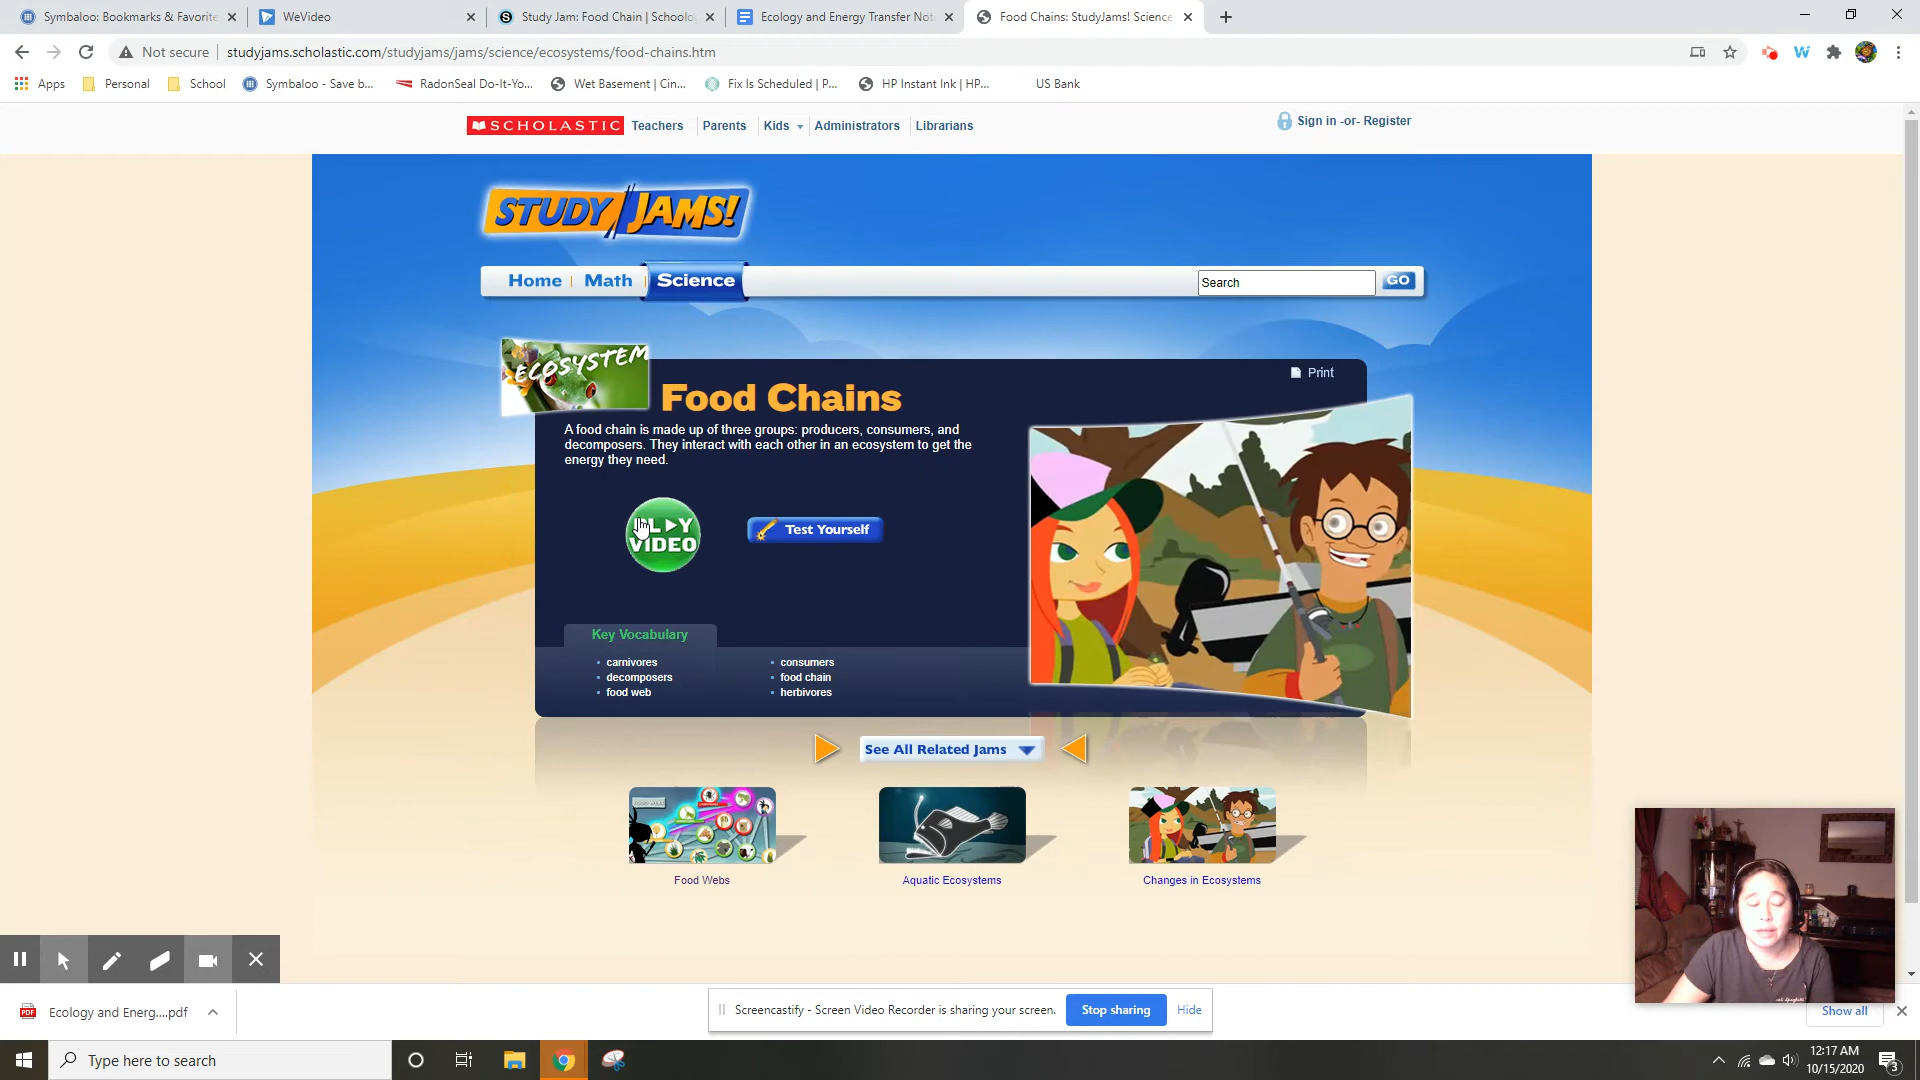 Symbaloo: Bookmarks & Favorite
WeVideo
Study Jam: Food Chain | Schoolo
Ecology and Energy Transfer Not
Food Chains: StudyJams! Science
Not secure
studyjams.scholastic.com/studyjams/jams/science/ecosystems/food-chains.htm
Apps
Personal
School
Symbaloo - Save b...
RadonSeal Do-It-Yo...
Wet Basement | Cin...
Fix Is Scheduled | P...
HP Instant Ink | HP...
US Bank
SCHOLASTIC
Teachers
Parents
Kids
Administrators
Librarians
Sign in -or- Register
STUDY JAMS!
Home
Math
Science
Search
GO
ECOSYSTEM
Print
Food Chains
A food chain is made up of three groups: producers, consumers, and
decomposers. They interact with each other in an ecosystem to get the
energy they need.
PLAY
VIDEO
Test Yourself
Key Vocabulary
carnivores
decomposers
food web
consumers
food chain
herbivores
See All Related Jams
Food Webs
Aquatic Ecosystems
Changes in Ecosystems
Ecology and Energ....pdf
Screencastify - Screen Video Recorder is sharing your screen.
Stop sharing
Hide
Show all
Type here to search
12:17 AM
10/15/2020
3